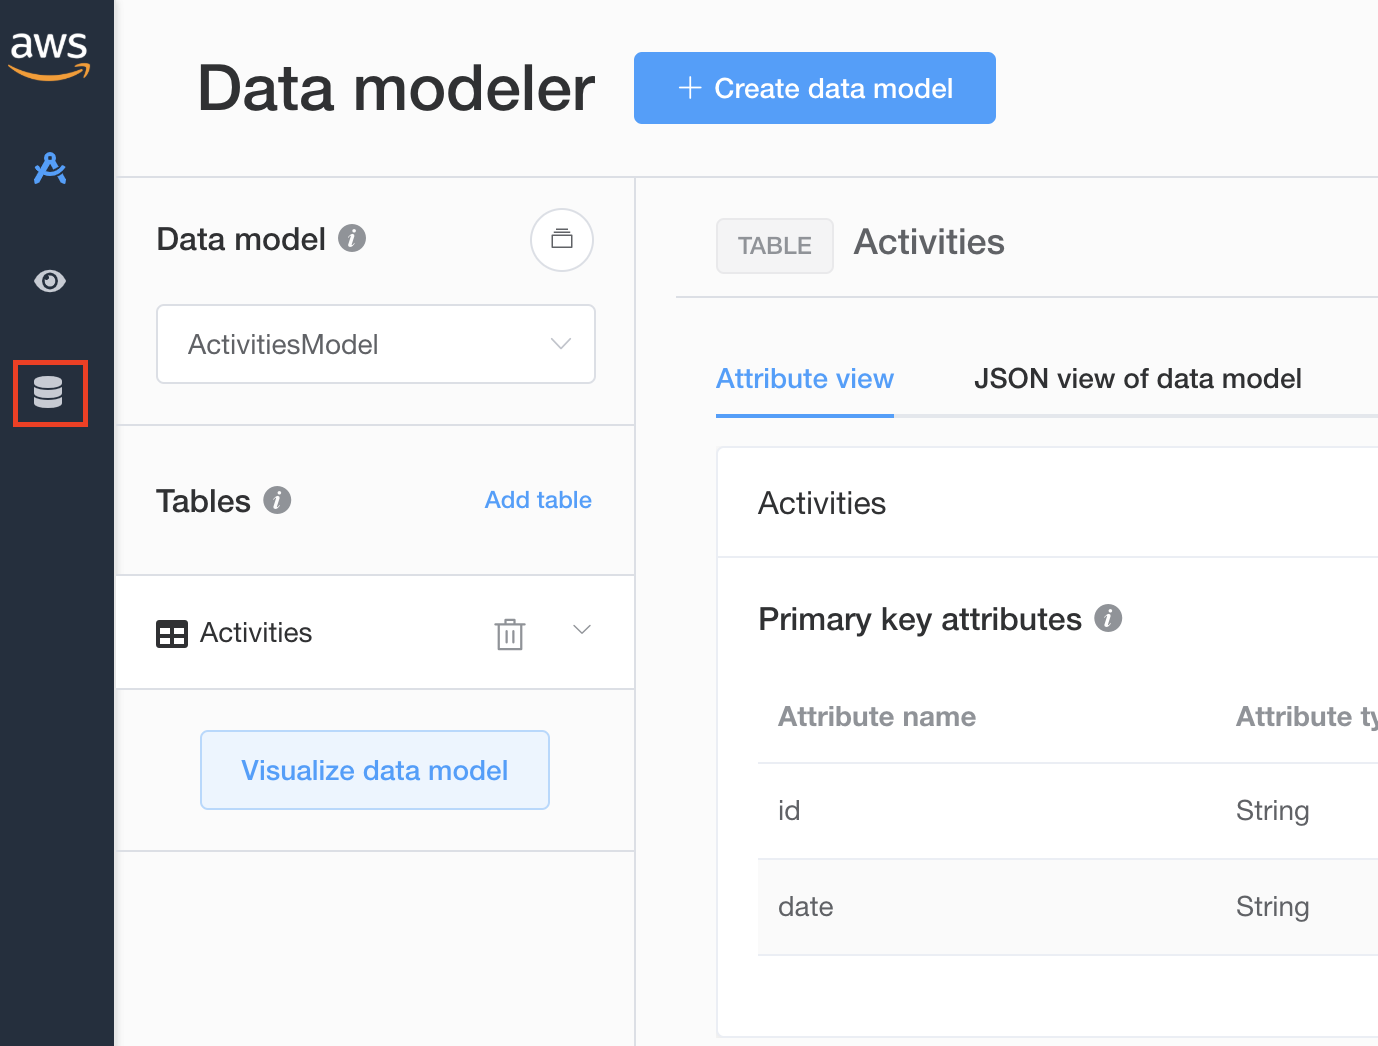 aws
Data modeler
Create data model
Data model
ActivitiesModel
Tables
Add table
Activities
Visualize data model
TABLE
Activities
Attribute view
JSON view of data model
Activities
Primary key attributes
Attribute name
Attribute ty
id
String
date
String